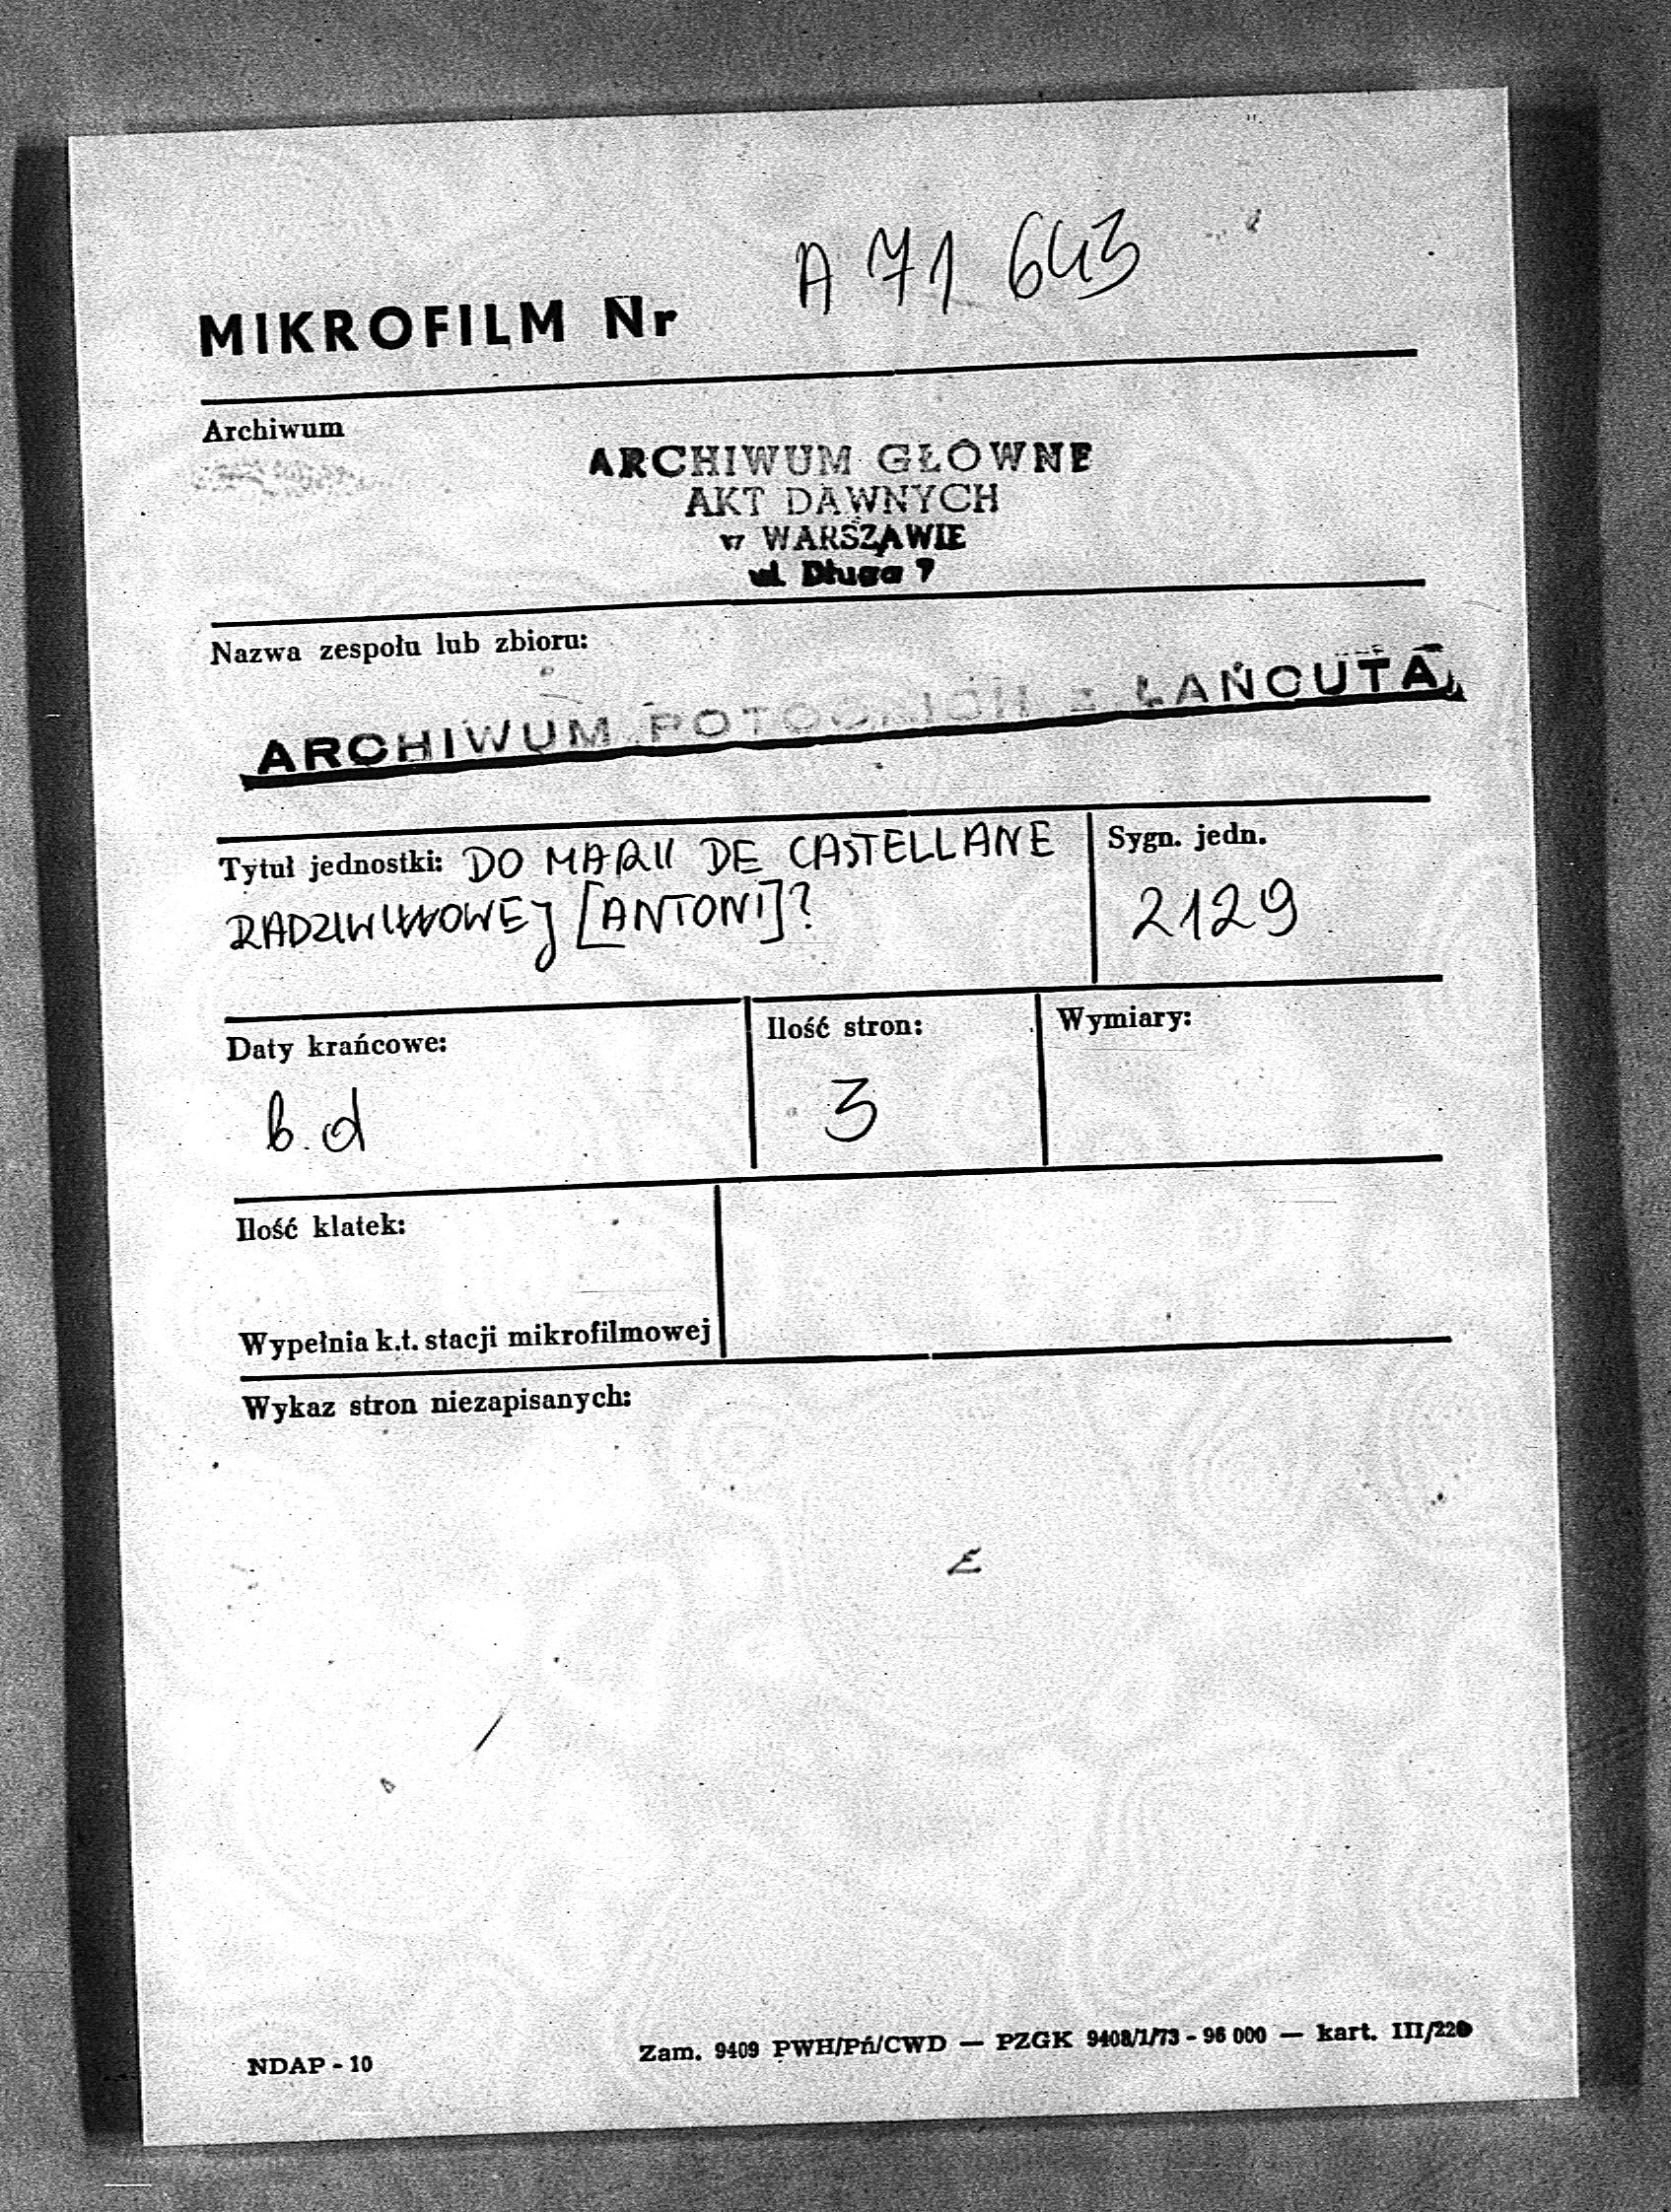 MIKROFILM Nr A 71 643
Archiwum
ARCHIWUM GŁÓWNE
AKT DAWNYCH
w WARSZAWIE
ul. Długa 7
Nazwa zespołu lub zbioru:
ARCHIWUM POTOCKICH z ŁAŃCUTA
Tytuł jednostki: DO MARII DE CASTELLANE
RADZIWIŁŁOWEJ [ANTONI]?
Sygn. jedn.
2129
Daty krańcowe:
b.d
Ilość stron:
3
Wymiary:
Ilość klatek:
Wypełnia k.t. stacji mikrofilmowej
Wykaz stron niezapisanych:
NDAP - 10
Zam. 9409 PWH/Pń/CWD — PZGK 9408/1/73 - 96 000 — kart. III/220